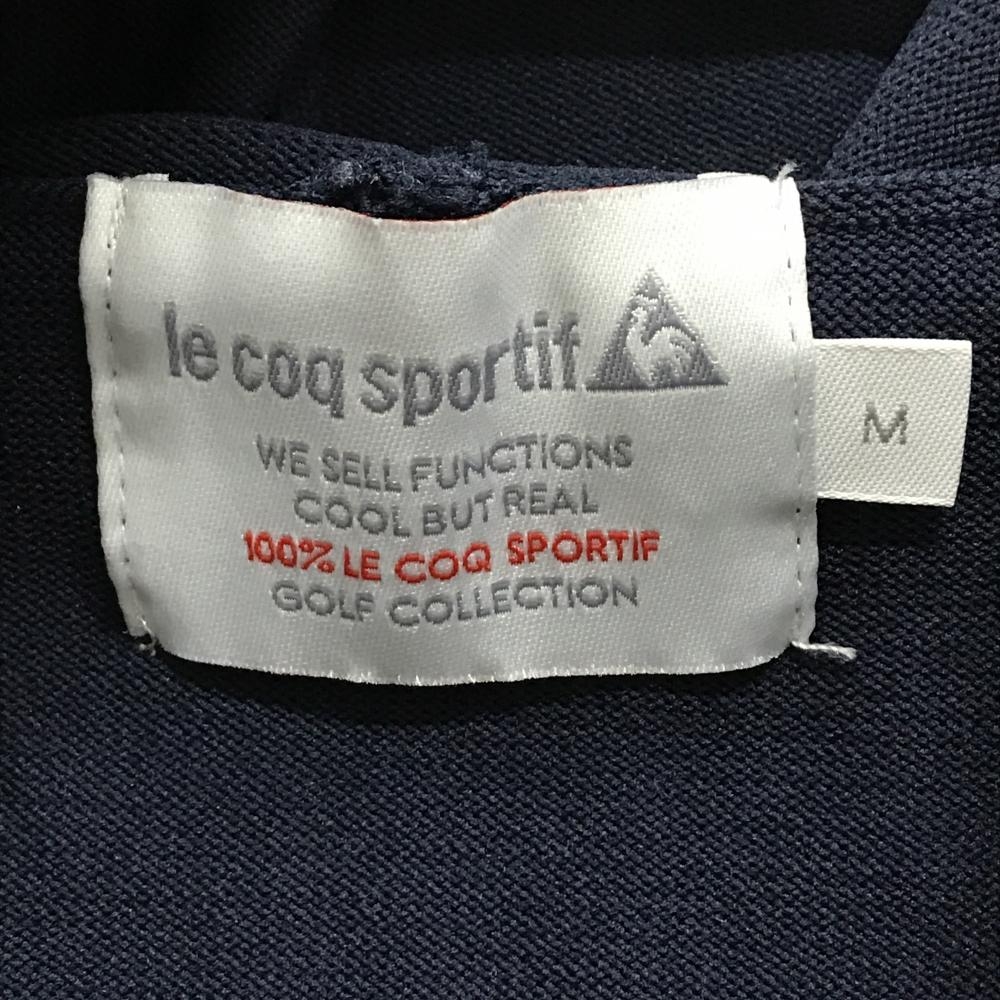 le coq sportif
WE SELL FUNCTIONS
COOL BUT REAL
100% LE COQ SPORTIF
GOLF COLLECTION
M